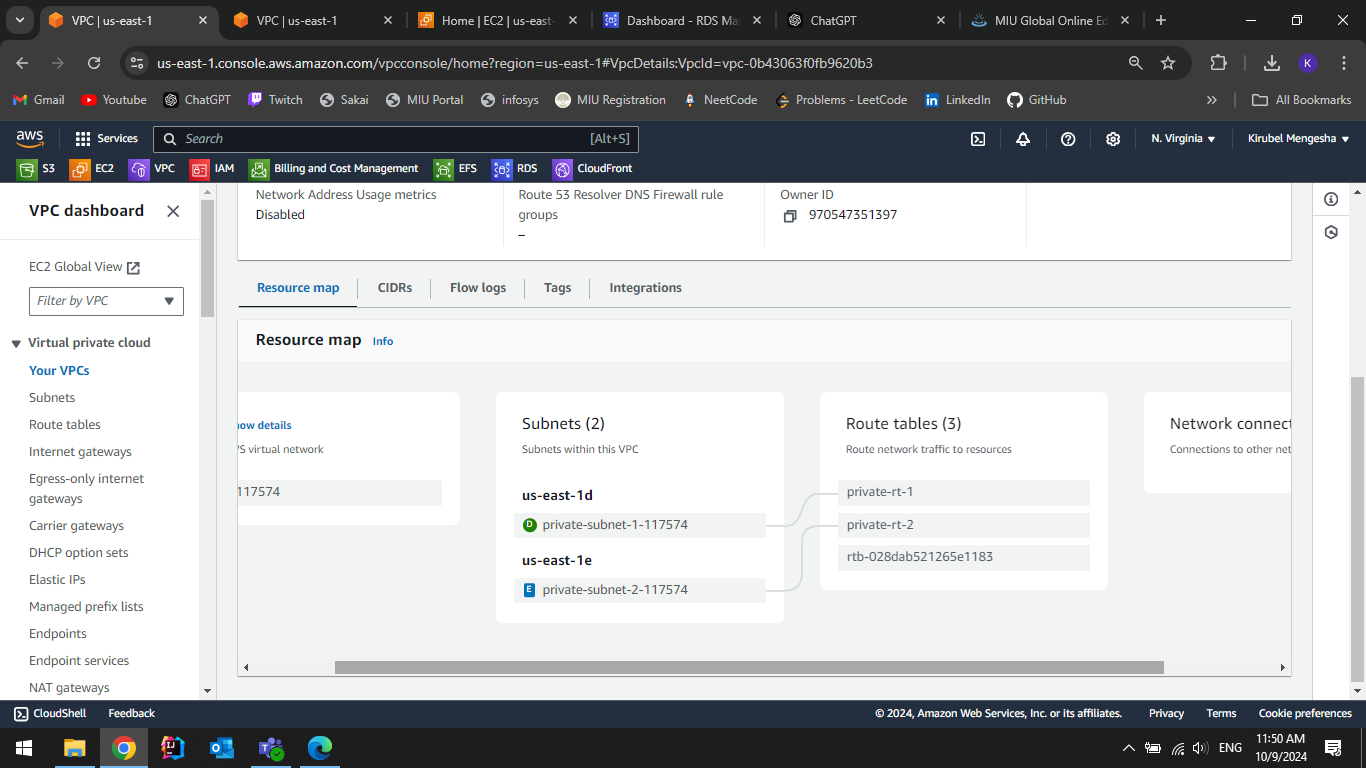 VPC | us-east-1
VPC | us-east-1
Home | EC2 | us-east-
Dashboard - RDS Ma
ChatGPT
MIU Global Online Ed
us-east-1.console.aws.amazon.com/vpcconsole/home?region=us-east-1#VpcDetails:VpcId=vpc-0b43063f0fb9620b3
K
Gmail
Youtube
ChatGPT
Twitch
Sakai
MIU Portal
infosys
MIU Registration
NeetCode
Problems - LeetCode
LinkedIn
GitHub
All Bookmarks
aws
Services
Search
[Alt+S]
N. Virginia
Kirubel Mengesha
S3
EC2
VPC
IAM
Billing and Cost Management
EFS
RDS
CloudFront
VPC dashboard
EC2 Global View
Filter by VPC
Virtual private cloud
Your VPCs
Subnets
Route tables
Internet gateways
Egress-only internet
gateways
Carrier gateways
DHCP option sets
Elastic IPs
Managed prefix lists
Endpoints
Endpoint services
NAT gateways
Network Address Usage metrics
Disabled
Route 53 Resolver DNS Firewall rule
groups
–
Owner ID
970547351397
Resource map
CIDRs
Flow logs
Tags
Integrations
Resource map Info
how details
S virtual network
117574
Subnets (2)
Subnets within this VPC
us-east-1d
D private-subnet-1-117574
us-east-1e
E private-subnet-2-117574
Route tables (3)
Route network traffic to resources
private-rt-1
private-rt-2
rtb-028dab521265e1183
Network connect
Connections to other net
CloudShell
Feedback
© 2024, Amazon Web Services, Inc. or its affiliates.
Privacy
Terms
Cookie preferences
ENG
11:50 AM
10/9/2024